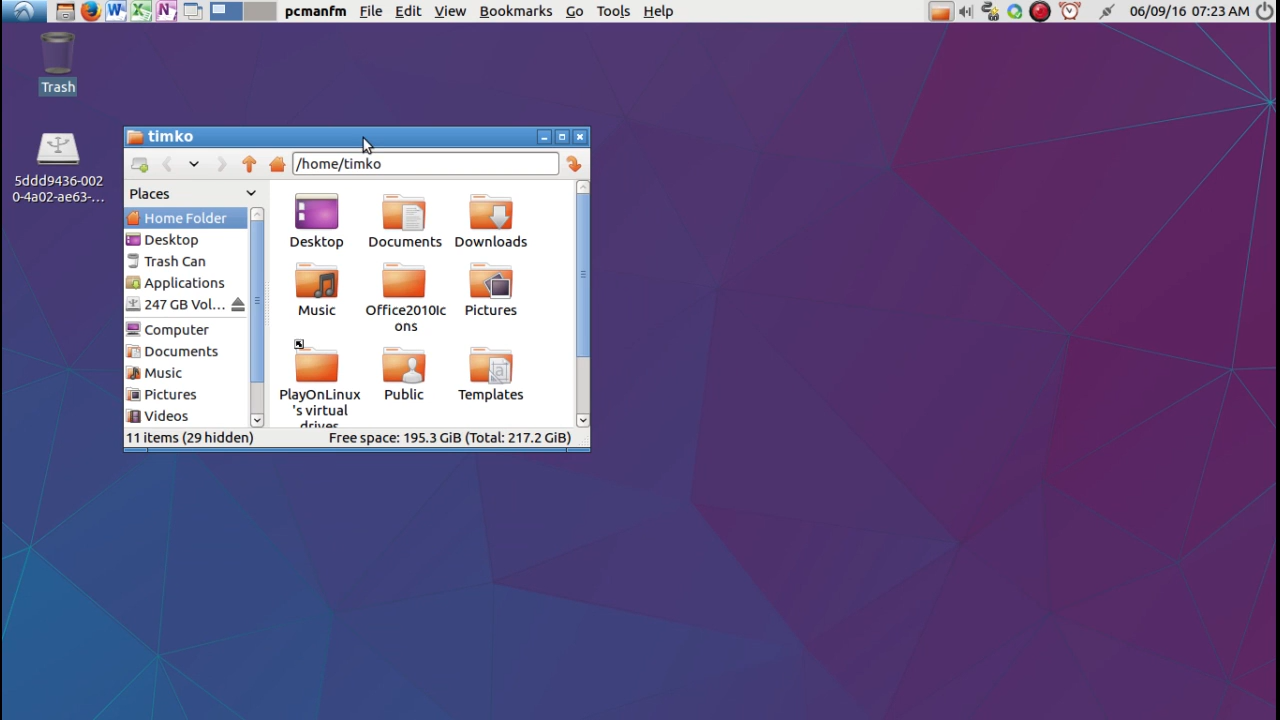 pcmanfm File Edit View Bookmarks Go Tools Help 06/09/16 07:23 AM
Trash
5ddd9436-002
0-4a02-ae63-...
timko
/home/timko
Places
Home Folder
Desktop
Trash Can
Applications
247 GB Vol...
Computer
Documents
Music
Pictures
Videos
Desktop Documents Downloads
Music Office2010Ic
ons Pictures
PlayOnLinux
's virtual
drives Public Templates
11 items (29 hidden) Free space: 195.3 GiB (Total: 217.2 GiB)